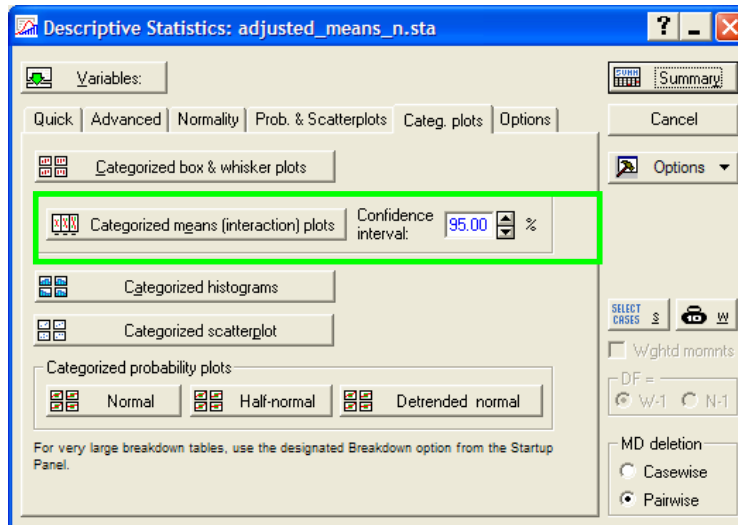 Descriptive Statistics: adjusted_means_n.sta
?
Variables:
SUMM
Summary
Quick
Advanced
Normality
Prob. & Scatterplots
Categ. plots
Options
Cancel
Categorized box & whisker plots
Options
Categorized means (interaction) plots
Confidence
interval:
95.00
%
Categorized histograms
Categorized scatterplot
SELECT
CASES
S
W
Wghtd momnts
Categorized probability plots
Normal
Half-normal
Detrended normal
DF =
W-1
N-1
For very large breakdown tables, use the designated Breakdown option from the Startup
Panel.
MD deletion
Casewise
Pairwise